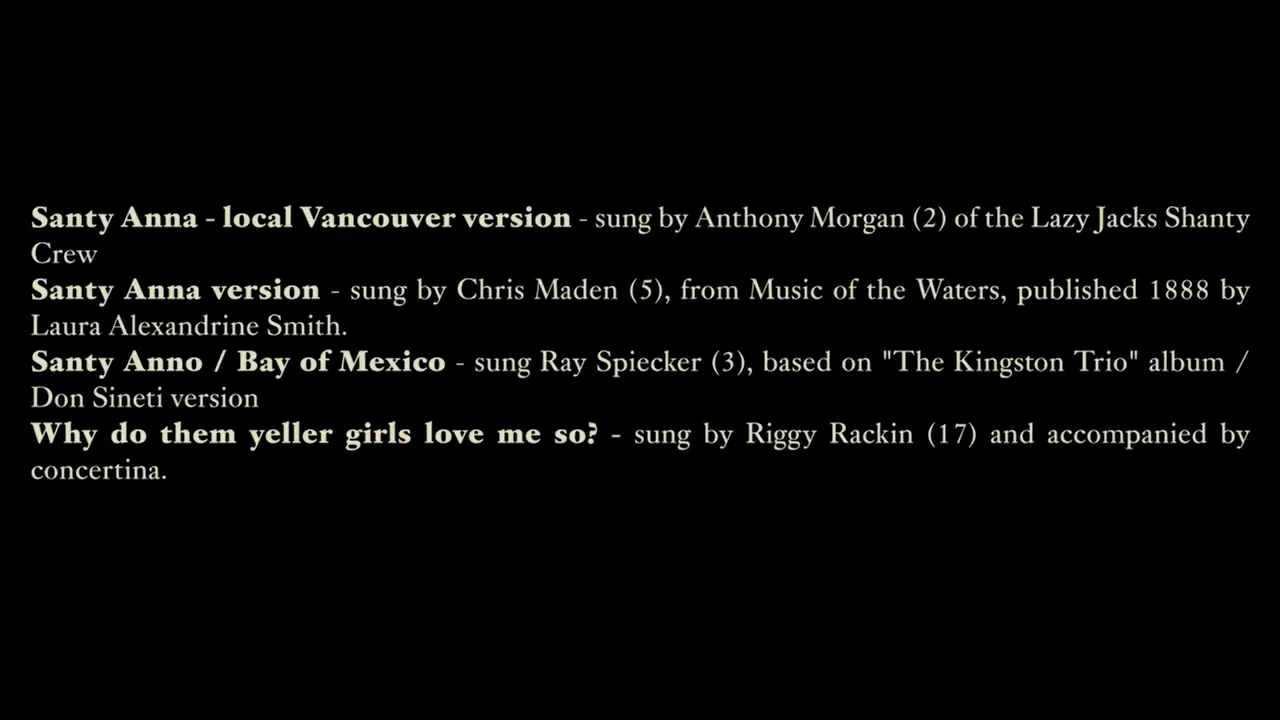 Santy Anna - local Vancouver version - sung by Anthony Morgan (2) of the Lazy Jacks Shanty
Crew
Santy Anna version - sung by Chris Maden (5), from Music of the Waters, published 1888 by
Laura Alexandrine Smith.
Santy Anno / Bay of Mexico - sung Ray Spiecker (3), based on "The Kingston Trio" album /
Don Sineti version
Why do them yeller girls love me so? - sung by Riggy Rackin (17) and accompanied by
concertina.